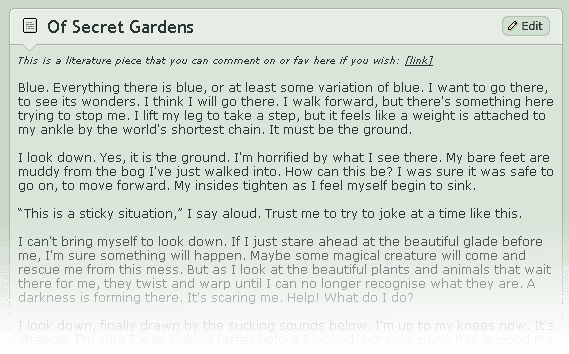 Of Secret Gardens
Edit
This is a literature piece that you can comment on or fav here if you wish: [link]
Blue. Everything there is blue, or at least some variation of blue. I want to go there,
to see its wonders. I think I will go there. I walk forward, but there's something here
trying to stop me. I lift my leg to take a step, but it feels like a weight is attached to
my ankle by the world's shortest chain. It must be the ground.
I look down. Yes, it is the ground. I'm horrified by what I see there. My bare feet are
muddy from the bog I've just walked into. How can this be? I was sure it was safe to
go on, to move forward. My insides tighten as I feel myself begin to sink.
“This is a sticky situation,” I say aloud. Trust me to try to joke at a time like this.
I can't bring myself to look down. If I just stare ahead at the beautiful glade before
me, I'm sure something will happen. Maybe some magical creature will come and
rescue me from this mess. But as I look at the beautiful plants and animals that wait
there for me, they twist and warp until I can no longer recognise what they are. A
darkness is forming there. It's scaring me. Help! What do I do?
I look down, finally drawn by the sucking sounds below. I'm up to my knees now. It's
strange. I'm sure I was sinking faster before I looked, but now panic has gripped me